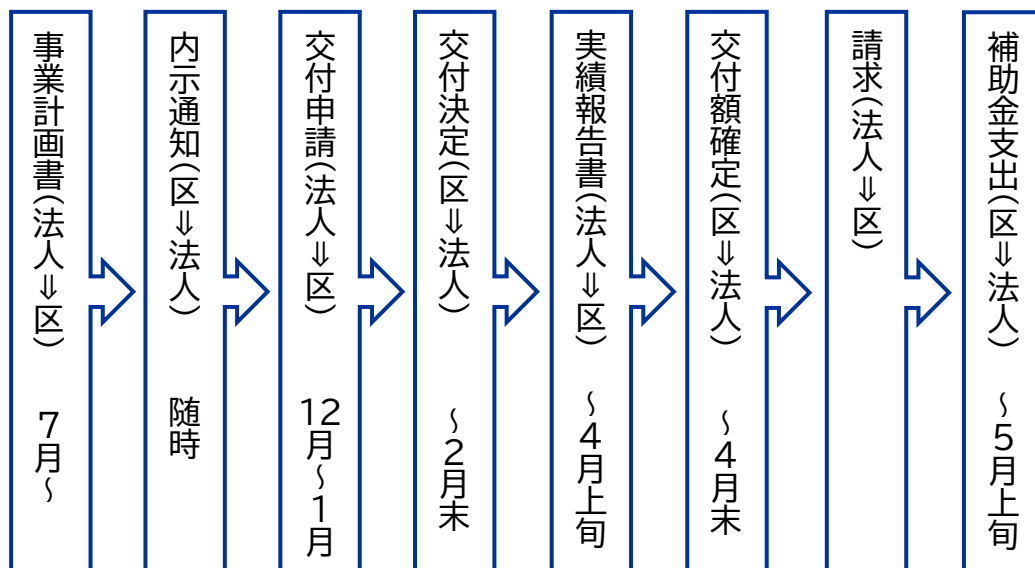 事業計画書(法人⇒区) 7月~
内示通知(区⇒法人) 随時
交付申請(法人⇒区) 12月~1月
交付決定(区⇒法人) ~2月末
実績報告書(法人⇒区) ~4月上旬
交付額確定(区⇒法人) ~4月末
請求(法人⇒区)
補助金支出(区⇒法人) ~5月上旬